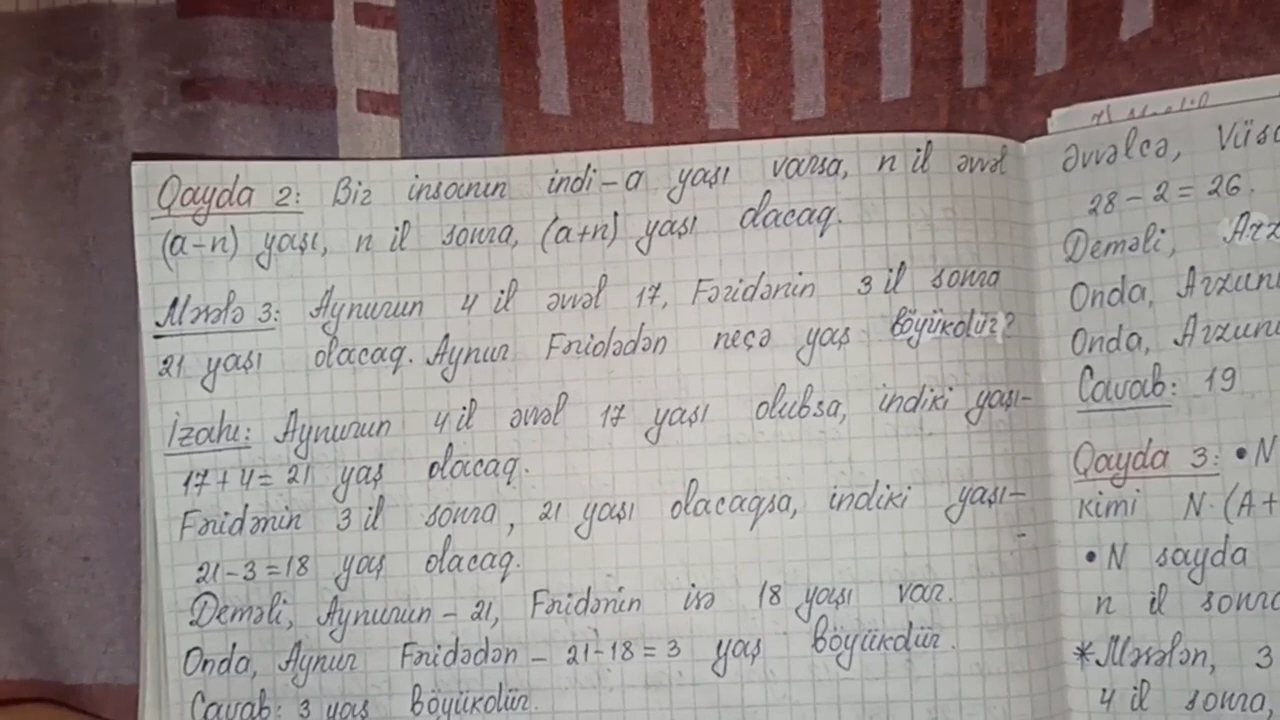 Qayda 2: Biz insanın indi-a yaşı varsa, n il əvvəl
(a-n) yaşı, n il sonra, (a+n) yaşı olacaq.
Məsələ 3: Aynurun 4 il əvvəl 17, Fəridənin 3 il sonra
21 yaşı olacaq. Aynur Fəridədən neçə yaş böyükdür?
İzahı: Aynurun 4 il əvvəl 17 yaşı olubsa, indiki yaşı-
17+4=21 yaş olacaq.
Fəridənin 3 il sonra, 21 yaşı olacaqsa, indiki yaşı-
21-3=18 yaş olacaq.
Deməli, Aynurun - 21, Fəridənin isə 18 yaşı var.
Onda, Aynur Fəridədən - 21-18=3 yaş böyükdür.
Cavab: 3 yaş böyükdür.
Əvvəlcə, Vüs
28-2=26.
Deməli, Arz
Onda, Arzunu
Onda, Arzunu
Cavab: 19
Qayda 3: • N
kimi N·(A+
• N sayda
n il sonra
*Məsələn, 3
4 il sonra,